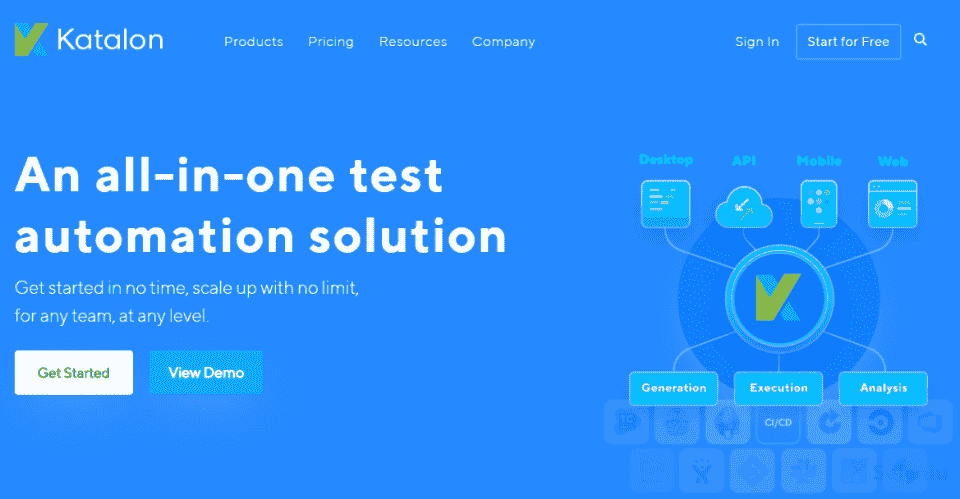 Katalon
Products Pricing Resources Company
Sign In Start for Free
An all-in-one test
automation solution
Get started in no time, scale up with no limit,
for any team, at any level.
Get Started View Demo
Desktop API Mobile Web
Generation Execution Analysis
CI/CD